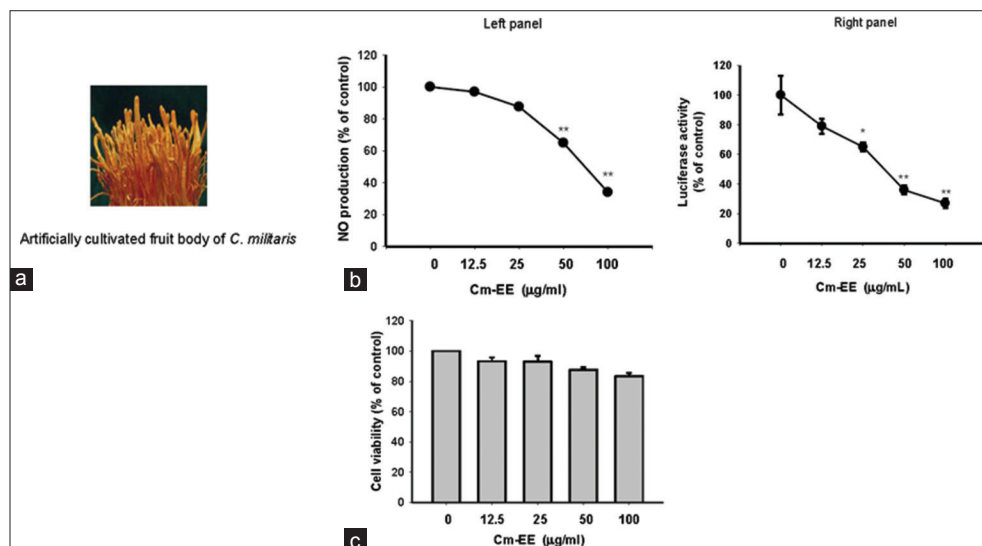 Left panel
Right panel
Artificially cultivated fruit body of C. militaris
a
NO production (% of control)
120
100
80
60
40
20
0
**
**
0 12.5 25 50 100
Cm-EE (μg/ml)
b
Luciferase activity
(% of control)
120
100
80
60
40
20
0
*
**
**
0 12.5 25 50 100
Cm-EE (μg/mL)
Cell viability (% of control)
120
100
80
60
40
20
0
0 12.5 25 50 100
Cm-EE (μg/ml)
c